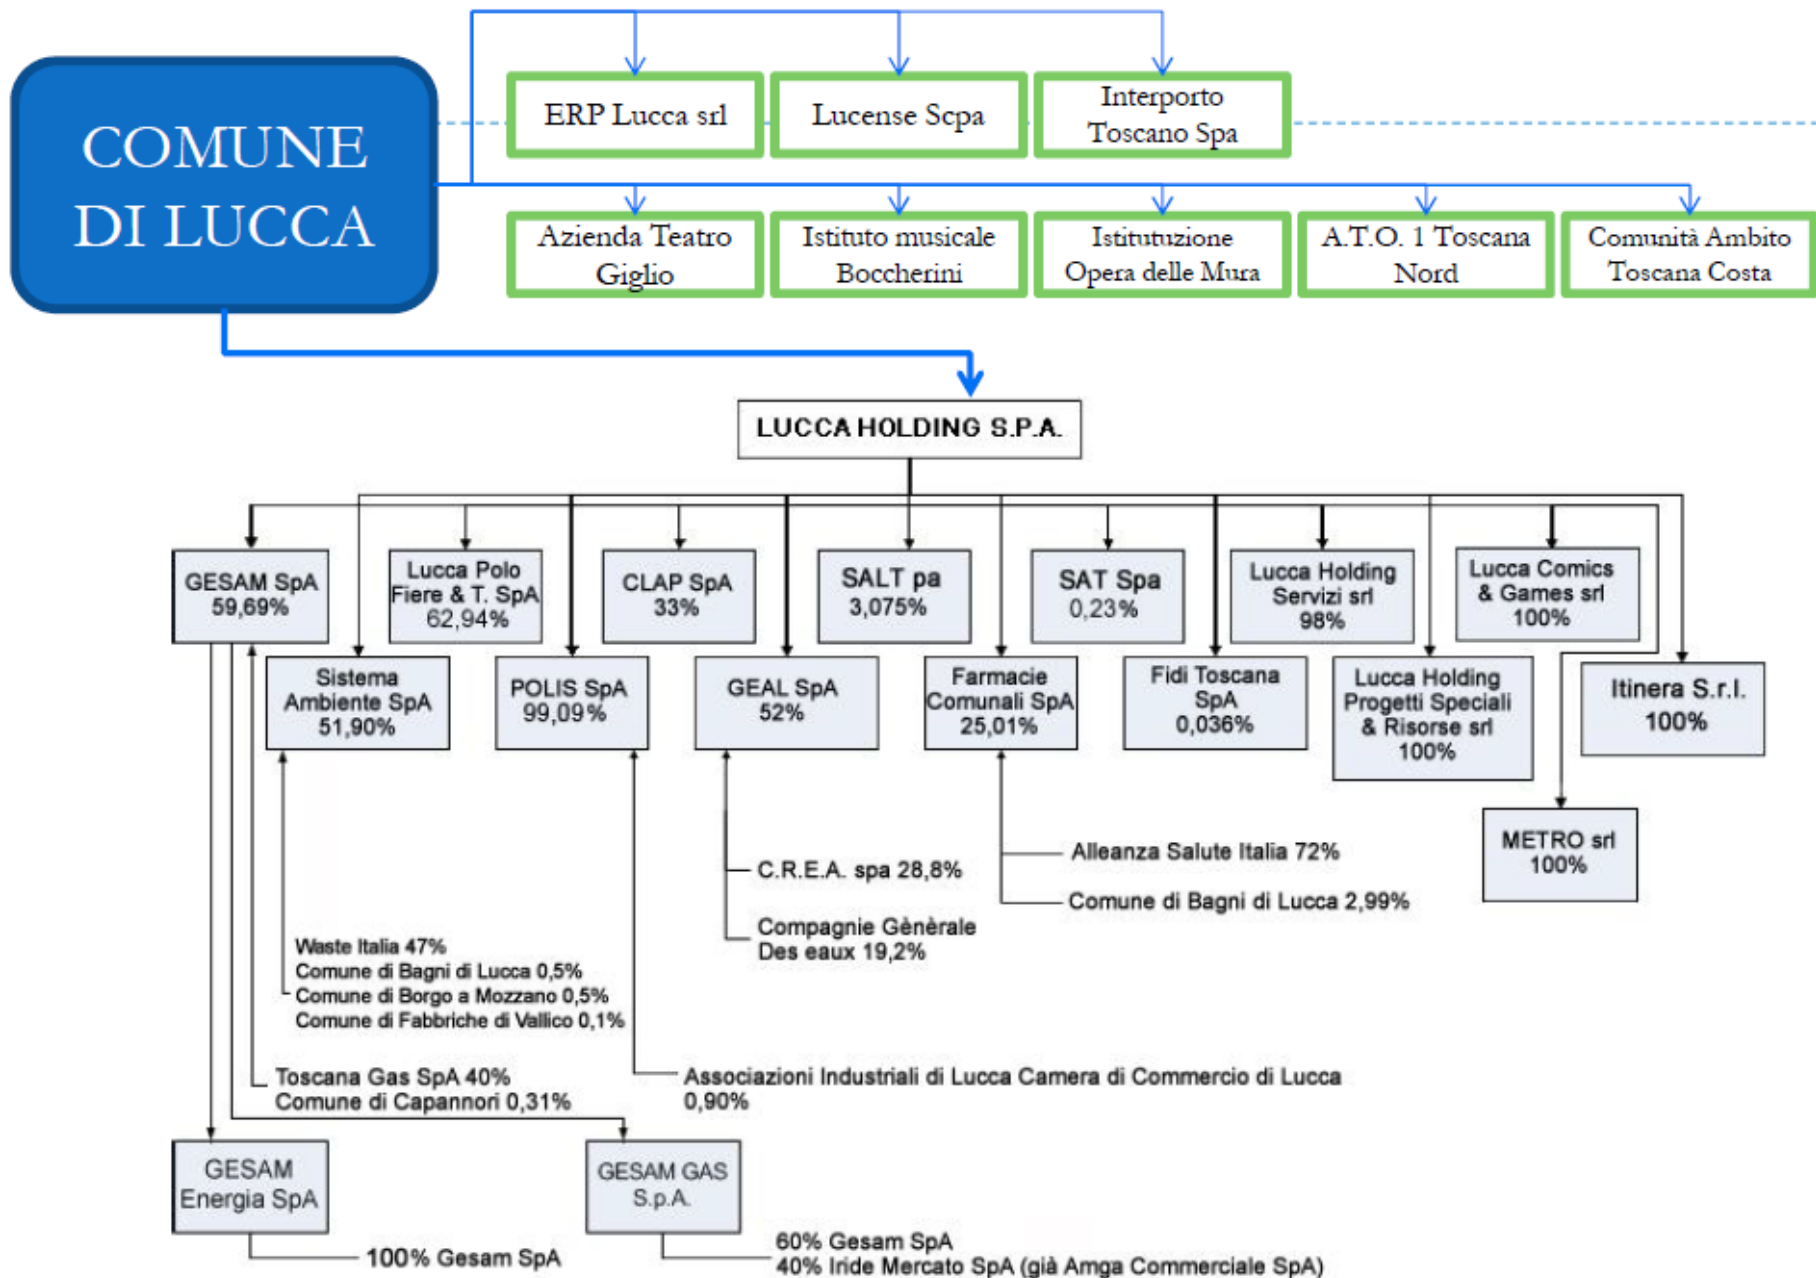 COMUNE
DI LUCCA
ERP Lucca srl
Lucense Scpa
Interporto
Toscano Spa
Azienda Teatro
Giglio
Istituto musicale
Boccherini
Istitutuzione
Opera delle Mura
A.T.O. 1 Toscana
Nord
Comunità Ambito
Toscana Costa
LUCCA HOLDING S.P.A.
GESAM SpA
59,69%
Lucca Polo
Fiere & T. SpA
62,94%
CLAP SpA
33%
SALT pa
3,075%
SAT Spa
0,23%
Lucca Holding
Servizi srl
98%
Lucca Comics
& Games srl
100%
Sistema
Ambiente SpA
51,90%
POLIS SpA
99,09%
GEAL SpA
52%
Farmacie
Comunali SpA
25,01%
Fidi Toscana
SpA
0,036%
Lucca Holding
Progetti Speciali
& Risorse srl
100%
Itinera S.r.l.
100%
METRO srl
100%
Alleanza Salute Italia 72%
Comune di Bagni di Lucca 2,99%
C.R.E.A. spa 28,8%
Compagnie Gènèrale
Des eaux 19,2%
Waste Italia 47%
Comune di Bagni di Lucca 0,5%
Comune di Borgo a Mozzano 0,5%
Comune di Fabbriche di Vallico 0,1%
Toscana Gas SpA 40%
Comune di Capannori 0,31%
Associazioni Industriali di Lucca Camera di Commercio di Lucca
0,90%
GESAM
Energia SpA
GESAM GAS
S.p.A.
100% Gesam SpA
60% Gesam SpA
40% Iride Mercato SpA (già Amga Commerciale SpA)